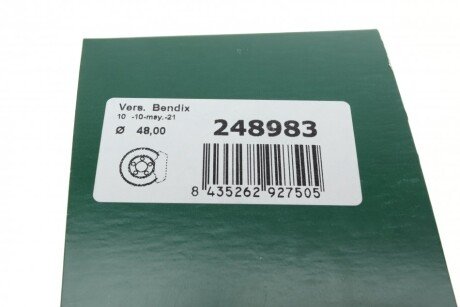 Vers. Bendix
10 -10-may.-21
Ø 48,00
248983
8 435262 927505